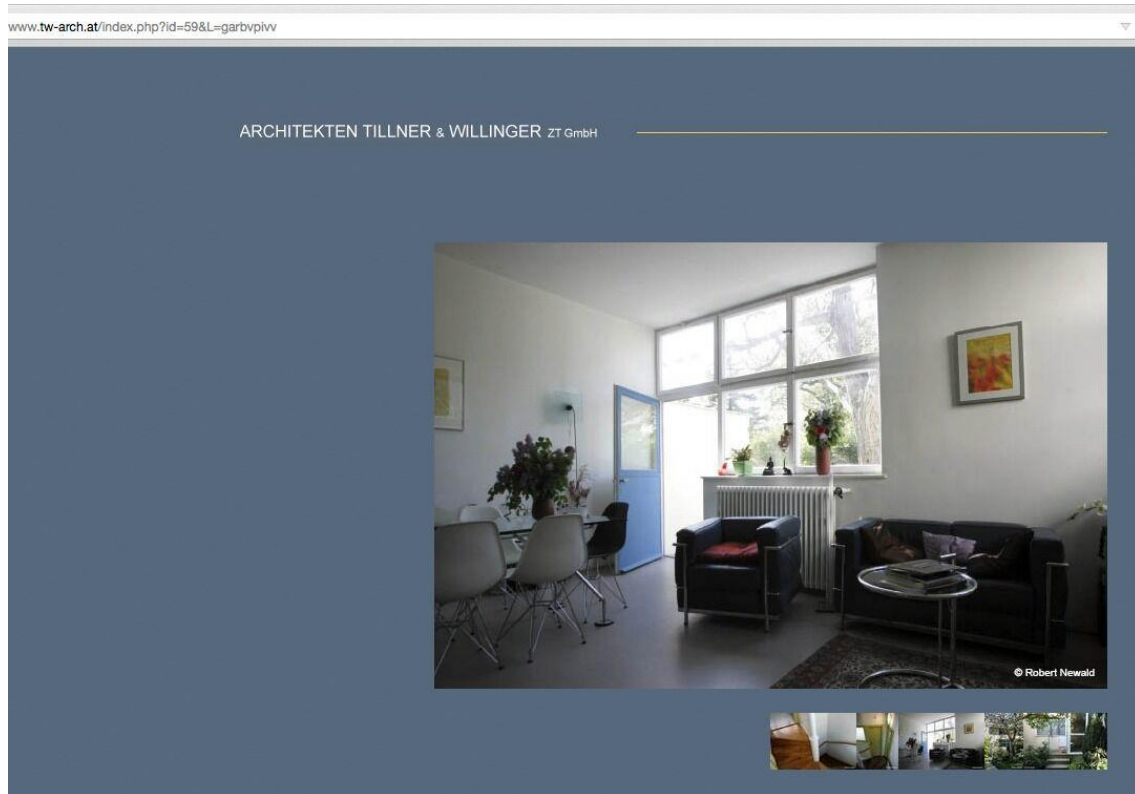 www.tw-arch.at/index.php?id=59&L=garbvpivv
ARCHITEKTEN TILLNER & WILLINGER ZT GmbH
© Robert Newald